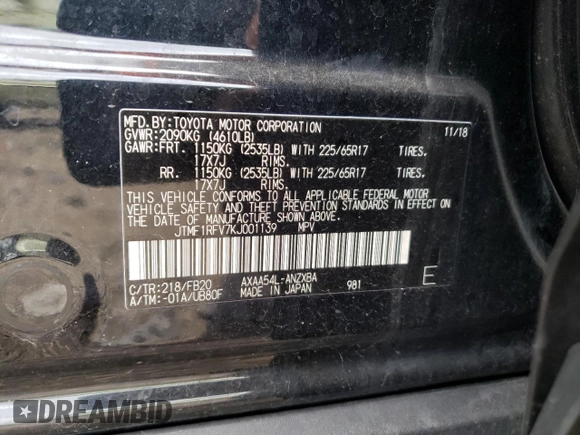 MFD. BY:TOYOTA MOTOR CORPORATION 11/18
GVWR:2090KG (4610LB)
GAWR:FRT. 1150KG (2535LB) WITH 225/65R17 TIRES.
17X7J RIMS.
RR. 1150KG (2535LB) WITH 225/65R17 TIRES.
17X7J RIMS.
THIS VEHICLE CONFORMS TO ALL APPLICABLE FEDERAL MOTOR
VEHICLE SAFETY AND THEFT PREVENTION STANDARDS IN EFFECT ON
THE DATE OF MANUFACTURE SHOWN ABOVE.
JTMF1RFV7KJ001139 MPV
C/TR:218/FB20 AXAA54L-ANZXBA
A/TM:-01A/UB80F MADE IN JAPAN 981 E
DREAMBID